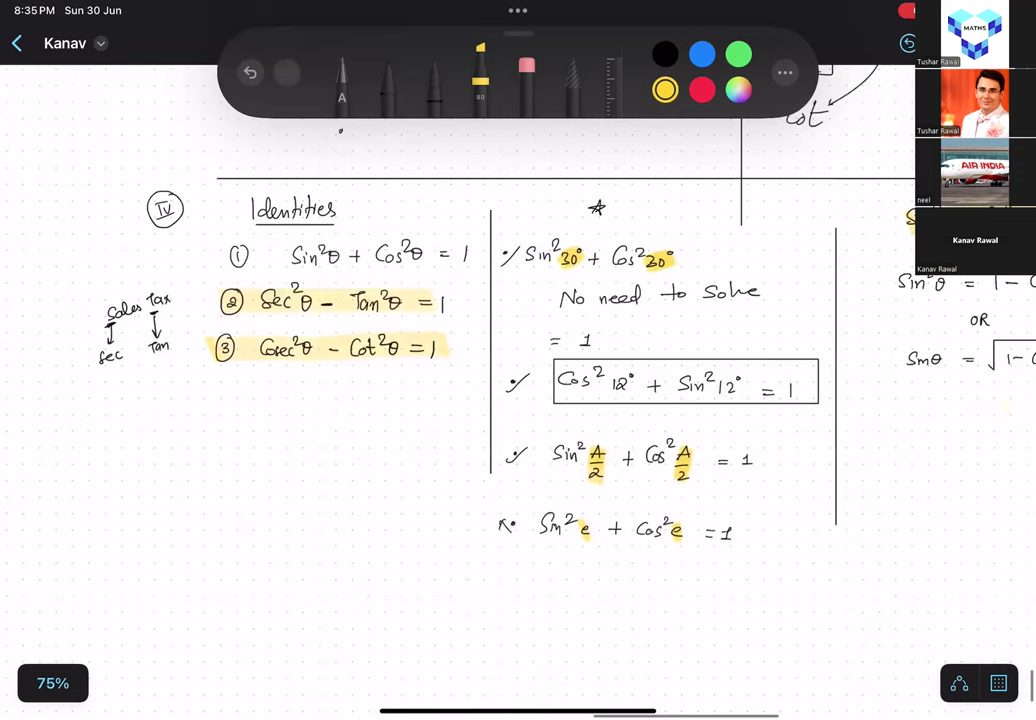 8:35 PM Sun 30 Jun
Kanav
A
80
MATHS
Tushar Rawal
Tushar Rawal
AIR INDIA
neel
Kanav Rawal
Kanav Rawal
Cot
IV Identities
① Sin²θ + Cos²θ = 1
② Sec²θ - Tan²θ = 1
③ Cosec²θ - Cot²θ = 1
Sales Tax
Sec Tan
Sin²30° + Cos²30°
No need to Solve
= 1
Cos²12° + Sin²12° = 1
Sin² A/2 + Cos² A/2 = 1
Sin²e + Cos²e = 1
Sin²θ = 1 -
OR
Sinθ = √1 -
75%